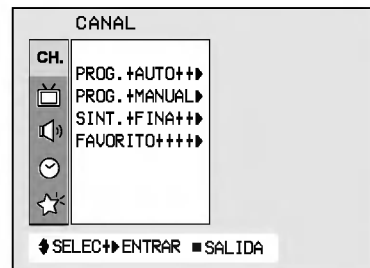 CANAL
CH.
PROG.+AUTO++▶
PROG.+MANUAL▶
SINT.+FINA++▶
FAVORITO++++▶
♦SELEC+▶ENTRAR ■SALIDA